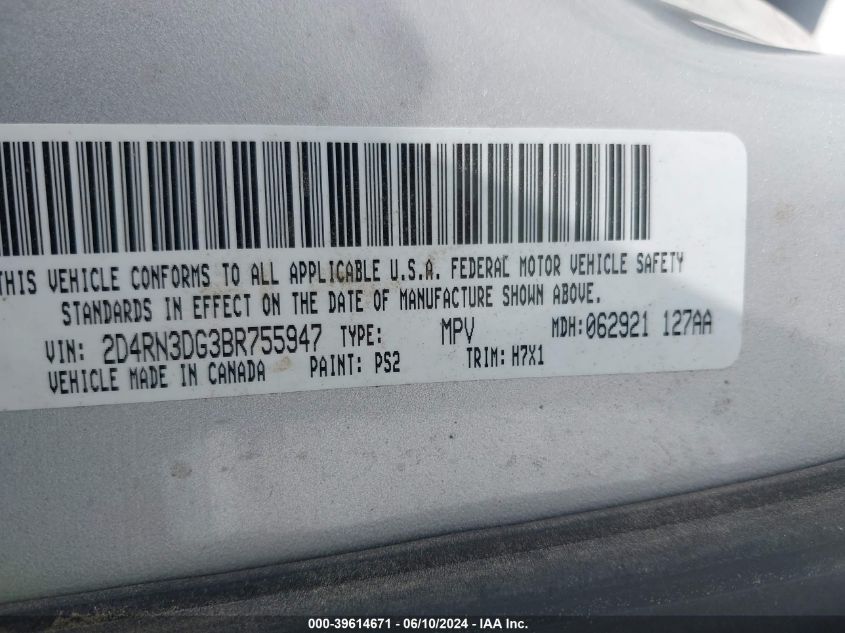 THIS VEHICLE CONFORMS TO ALL APPLICABLE U.S.A. FEDERAL MOTOR VEHICLE SAFETY
STANDARDS IN EFFECT ON THE DATE OF MANUFACTURE SHOWN ABOVE.
VIN: 2D4RN3DG3BR755947 TYPE: MPV MDH: 062921 127AA
VEHICLE MADE IN CANADA PAINT: PS2 TRIM: H7X1
000-39614671 - 06/10/2024 - IAA Inc.